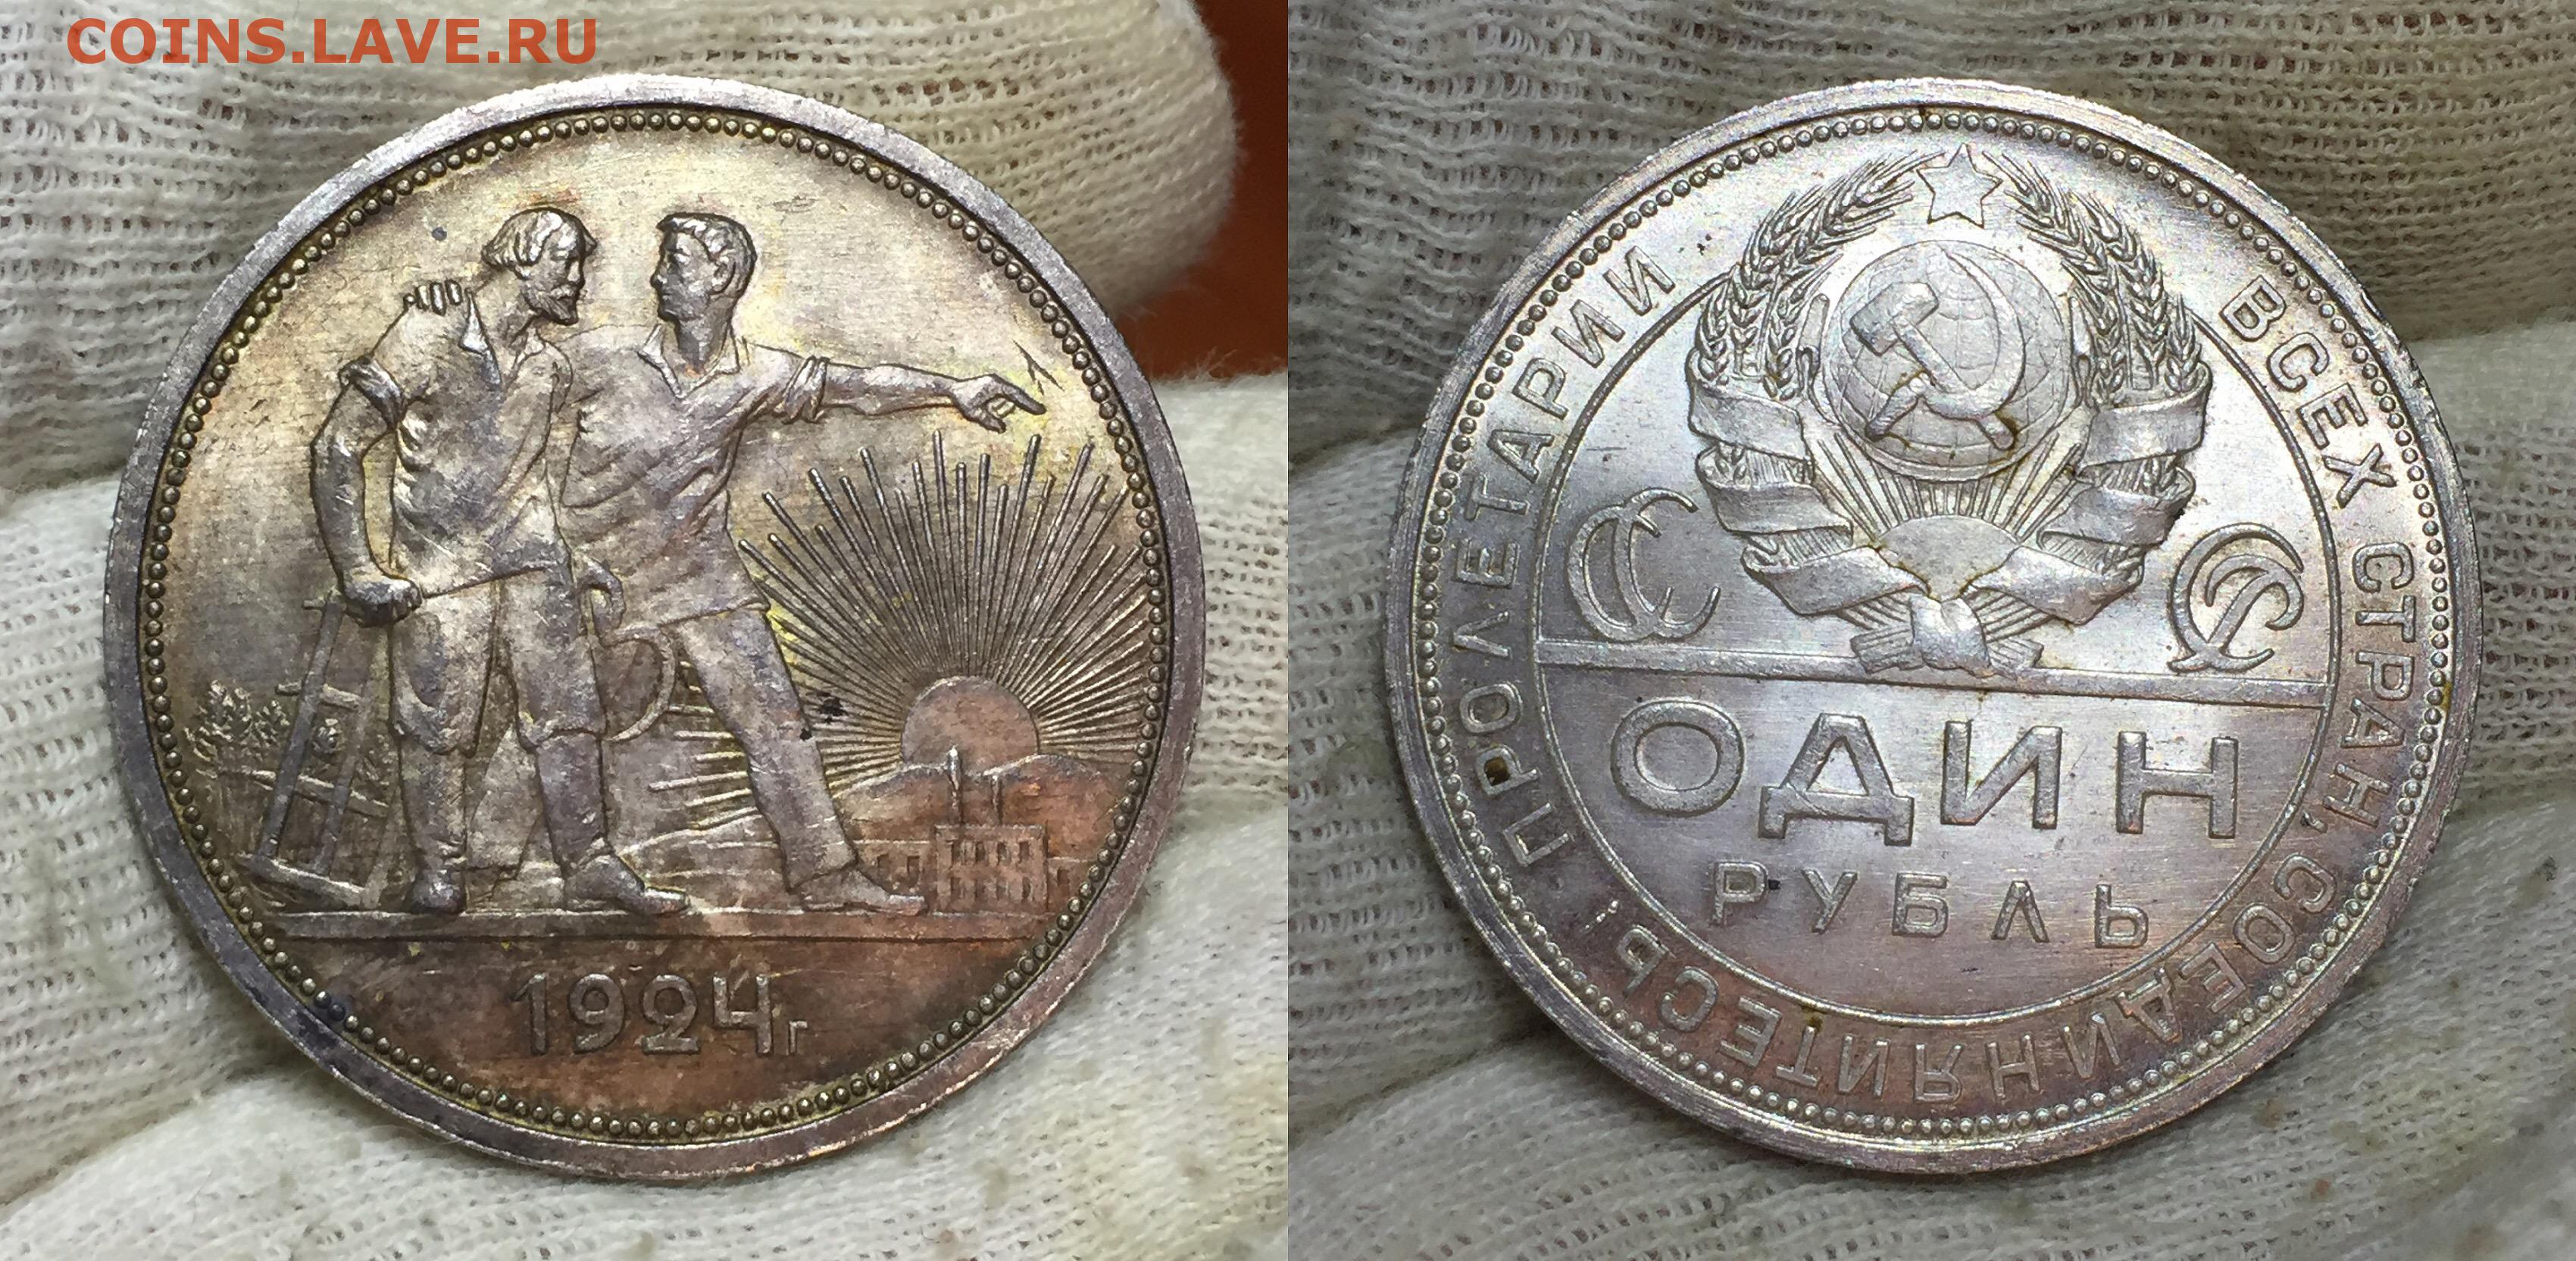 COINS.LAVE.RU
1924г
ПРОЛЕТАРИИ ВСЕХ СТРАН, СОЕДИНЯЙТЕСЬ!
СССР
ОДИН
РУБЛЬ